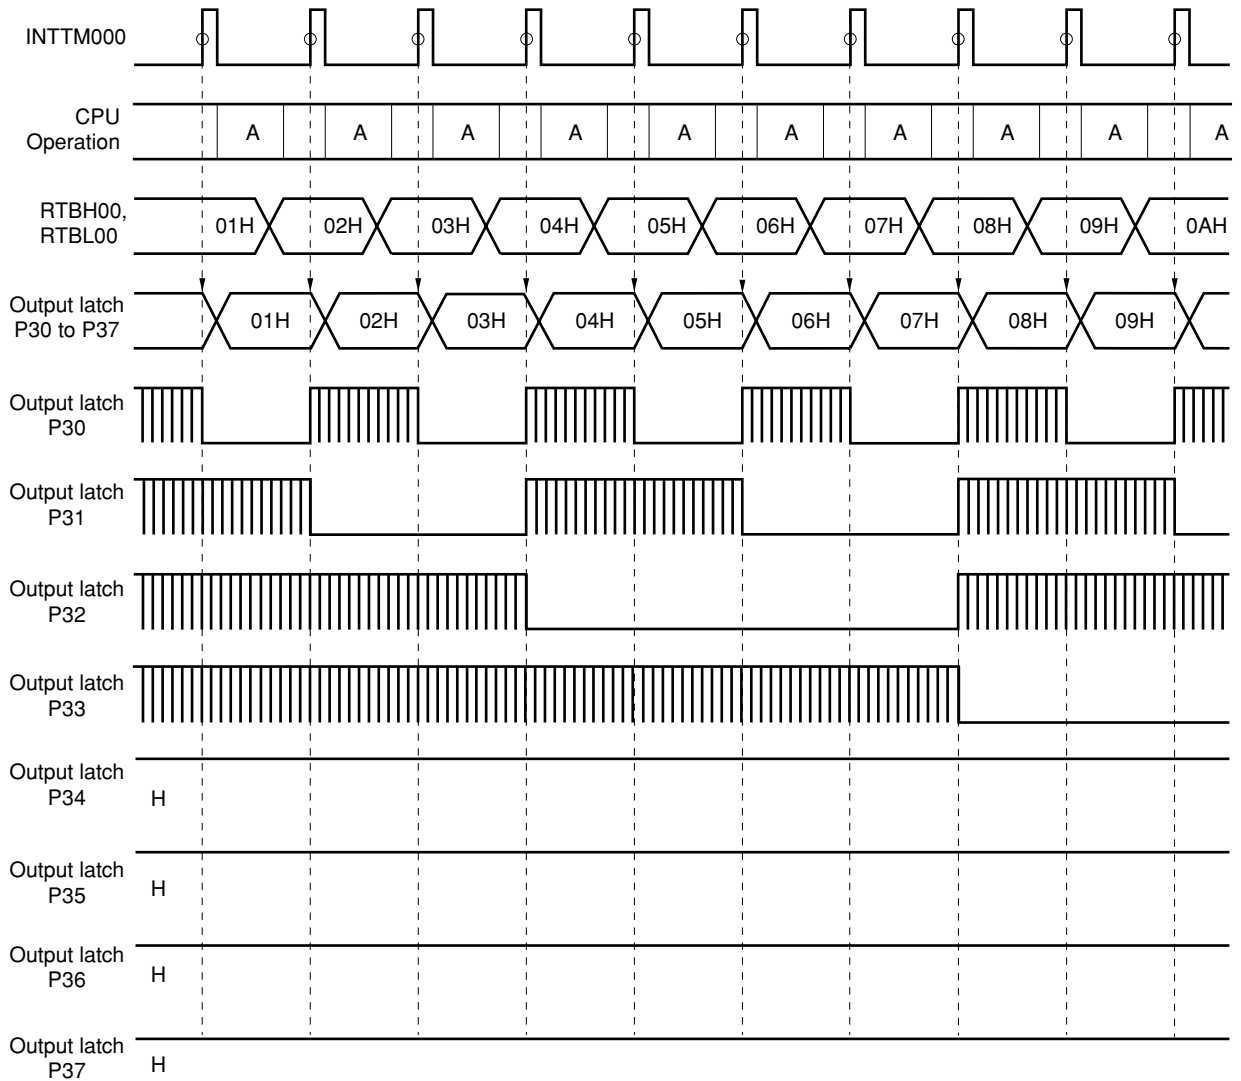 INTTM000
CPU
Operation
A A A A A A A A A A
RTBH00,
RTBL00
01H 02H 03H 04H 05H 06H 07H 08H 09H 0AH
Output latch
P30 to P37
01H 02H 03H 04H 05H 06H 07H 08H 09H
Output latch
P30
Output latch
P31
Output latch
P32
Output latch
P33
Output latch
P34
H
Output latch
P35
H
Output latch
P36
H
Output latch
P37
H